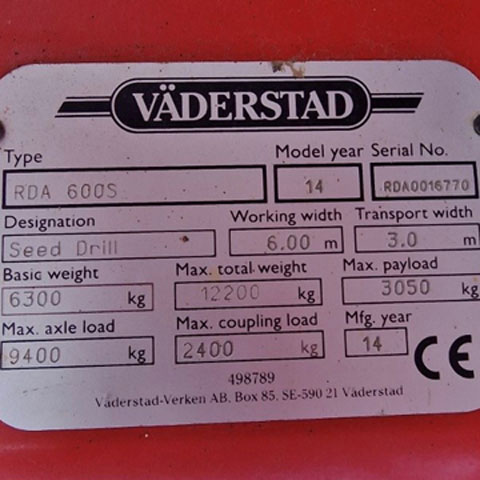 VÄDERSTAD
Type Model year Serial No.
RDA 600S 14 RDA0016770
Designation Working width Transport width
Seed Drill 6.00 m 3.0 m
Basic weight Max. total weight Max. payload
6300 kg 12200 kg 3050 kg
Max. axle load Max. coupling load Mfg. year
9400 kg 2400 kg 14 CE
498789
Väderstad-Verken AB, Box 85, SE-590 21 Väderstad